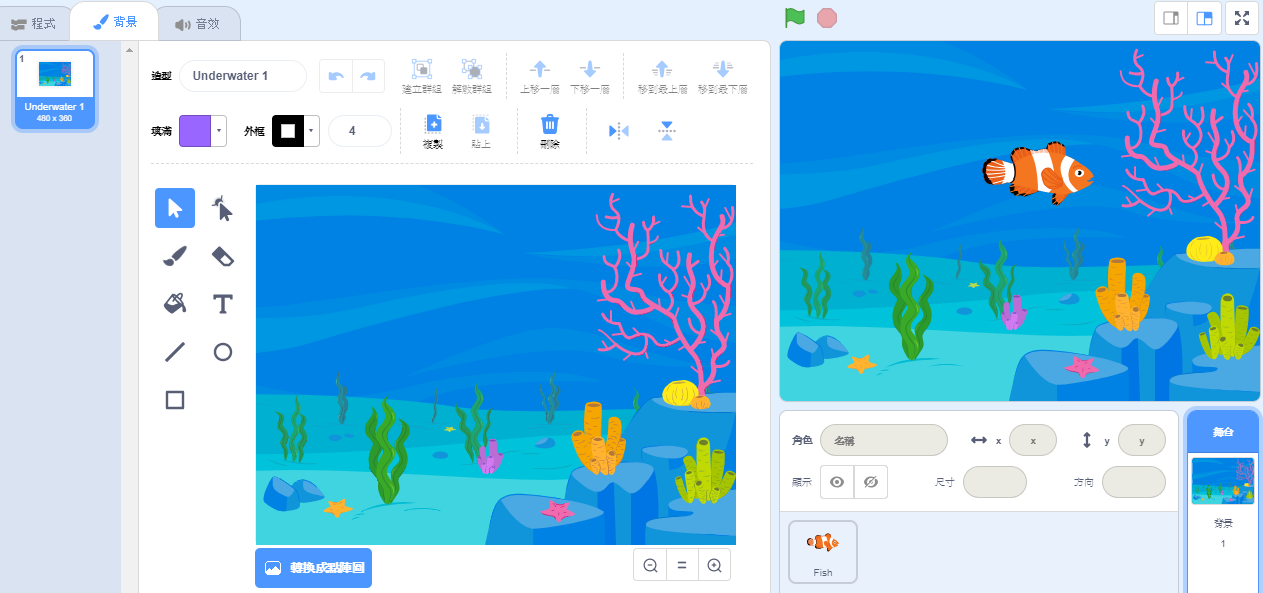 程式
背景
音效
1
Underwater 1
480 x 360
造型
Underwater 1
建立群組
解散群組
上移一層
下移一層
移到最上層
移到最下層
填滿
外框
4
複製
貼上
刪除
T
轉換成點陣圖
角色
名稱
x
x
y
y
顯示
尺寸
方向
Fish
舞台
背景
1